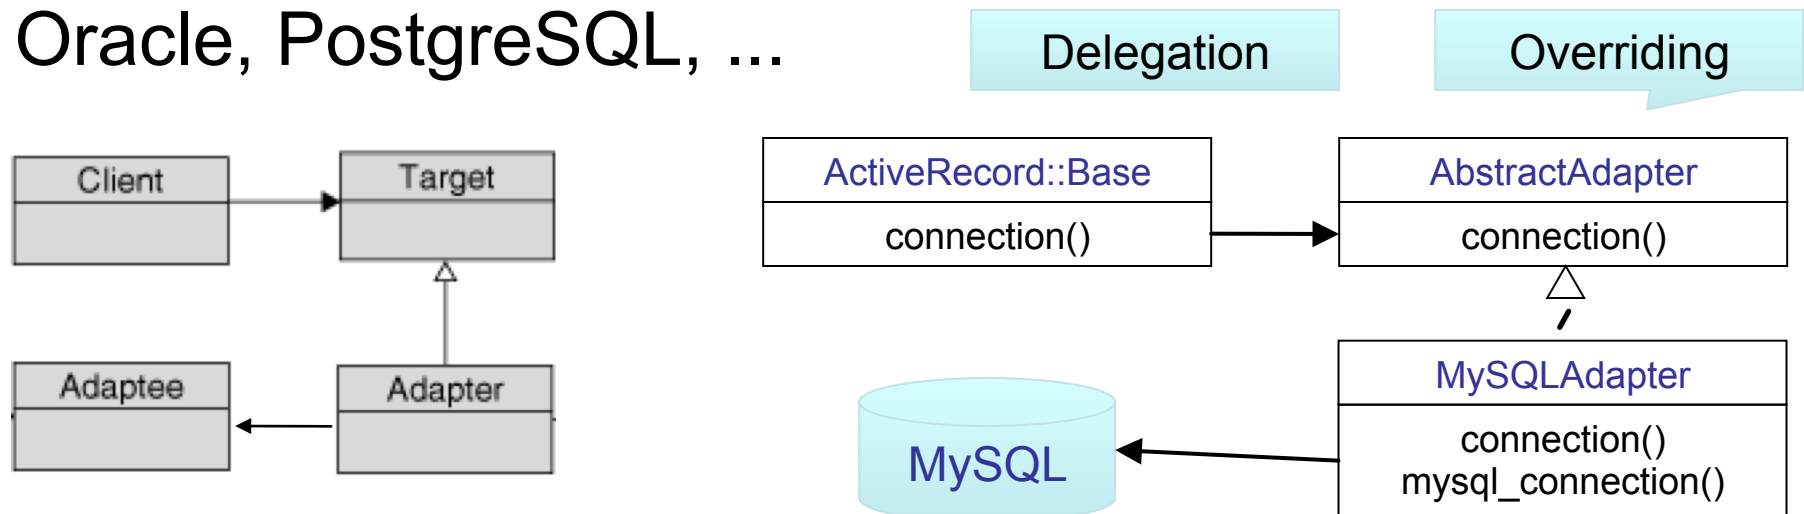 Oracle, PostgreSQL, ...
Delegation
Overriding
Client
Target
Adaptee
Adapter
ActiveRecord::Base
connection()
AbstractAdapter
connection()
MySQL
MySQLAdapter
connection()
mysql_connection()